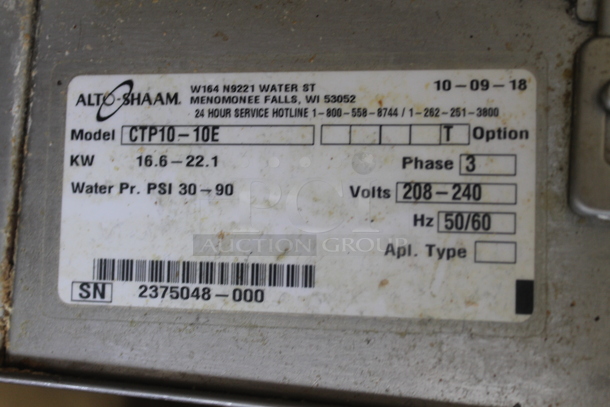 ALTO-SHAAM. W164 N9221 WATER ST 10-09-18
MENOMONEE FALLS, WI 53052
24 HOUR SERVICE HOTLINE 1-800-558-8744 / 1-262-251-3800
Model CTP10-10E T Option
KW 16.6-22.1 Phase 3
Water Pr. PSI 30-90 Volts 208-240
Hz 50/60
PCI
AUCTION GROUP
Apl. Type
SN 2375048-000